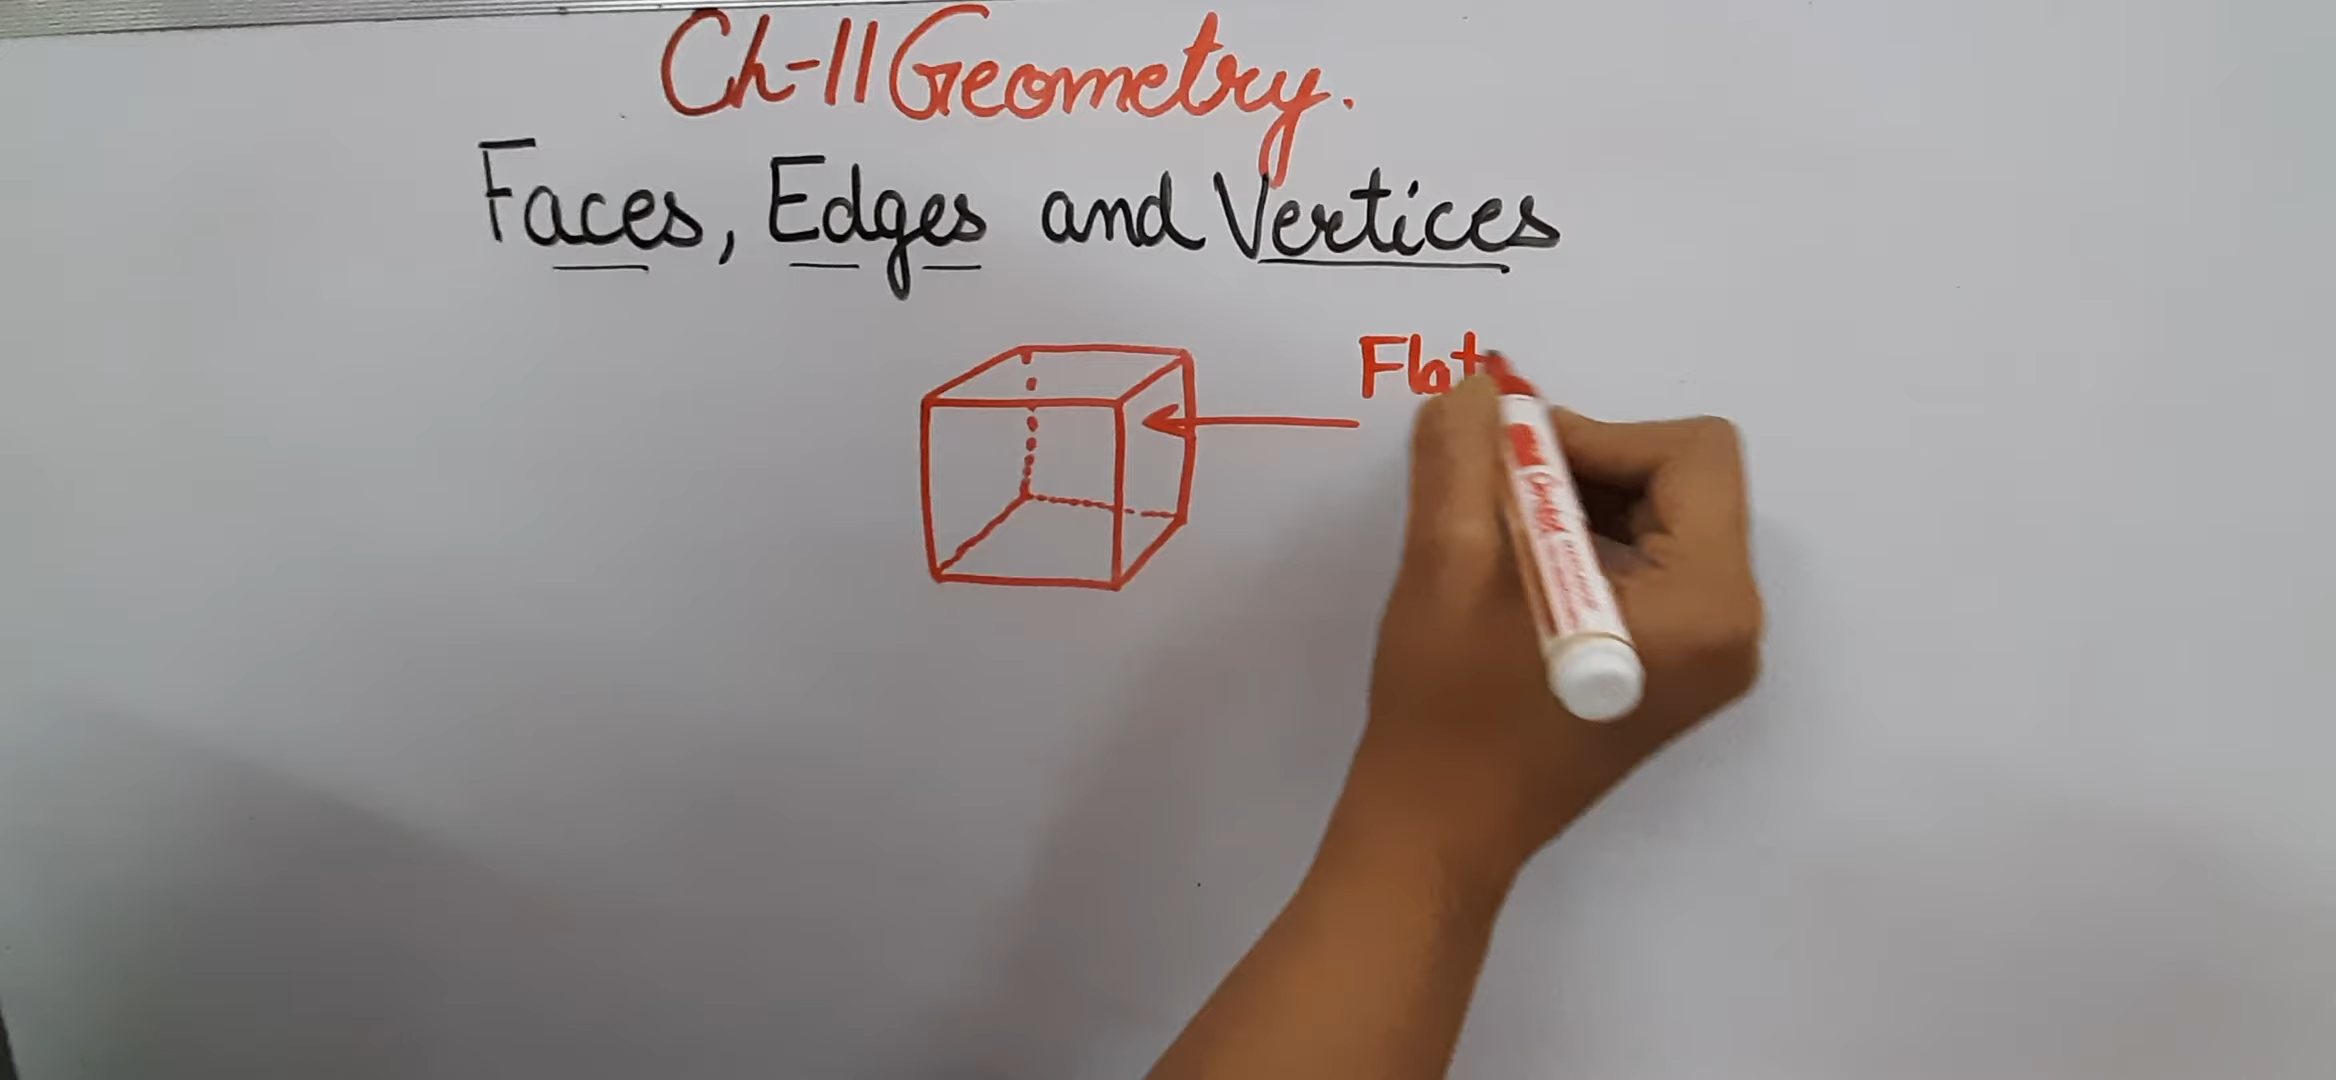 Ch-11 Geometry.
Faces, Edges and Vertices
Flat